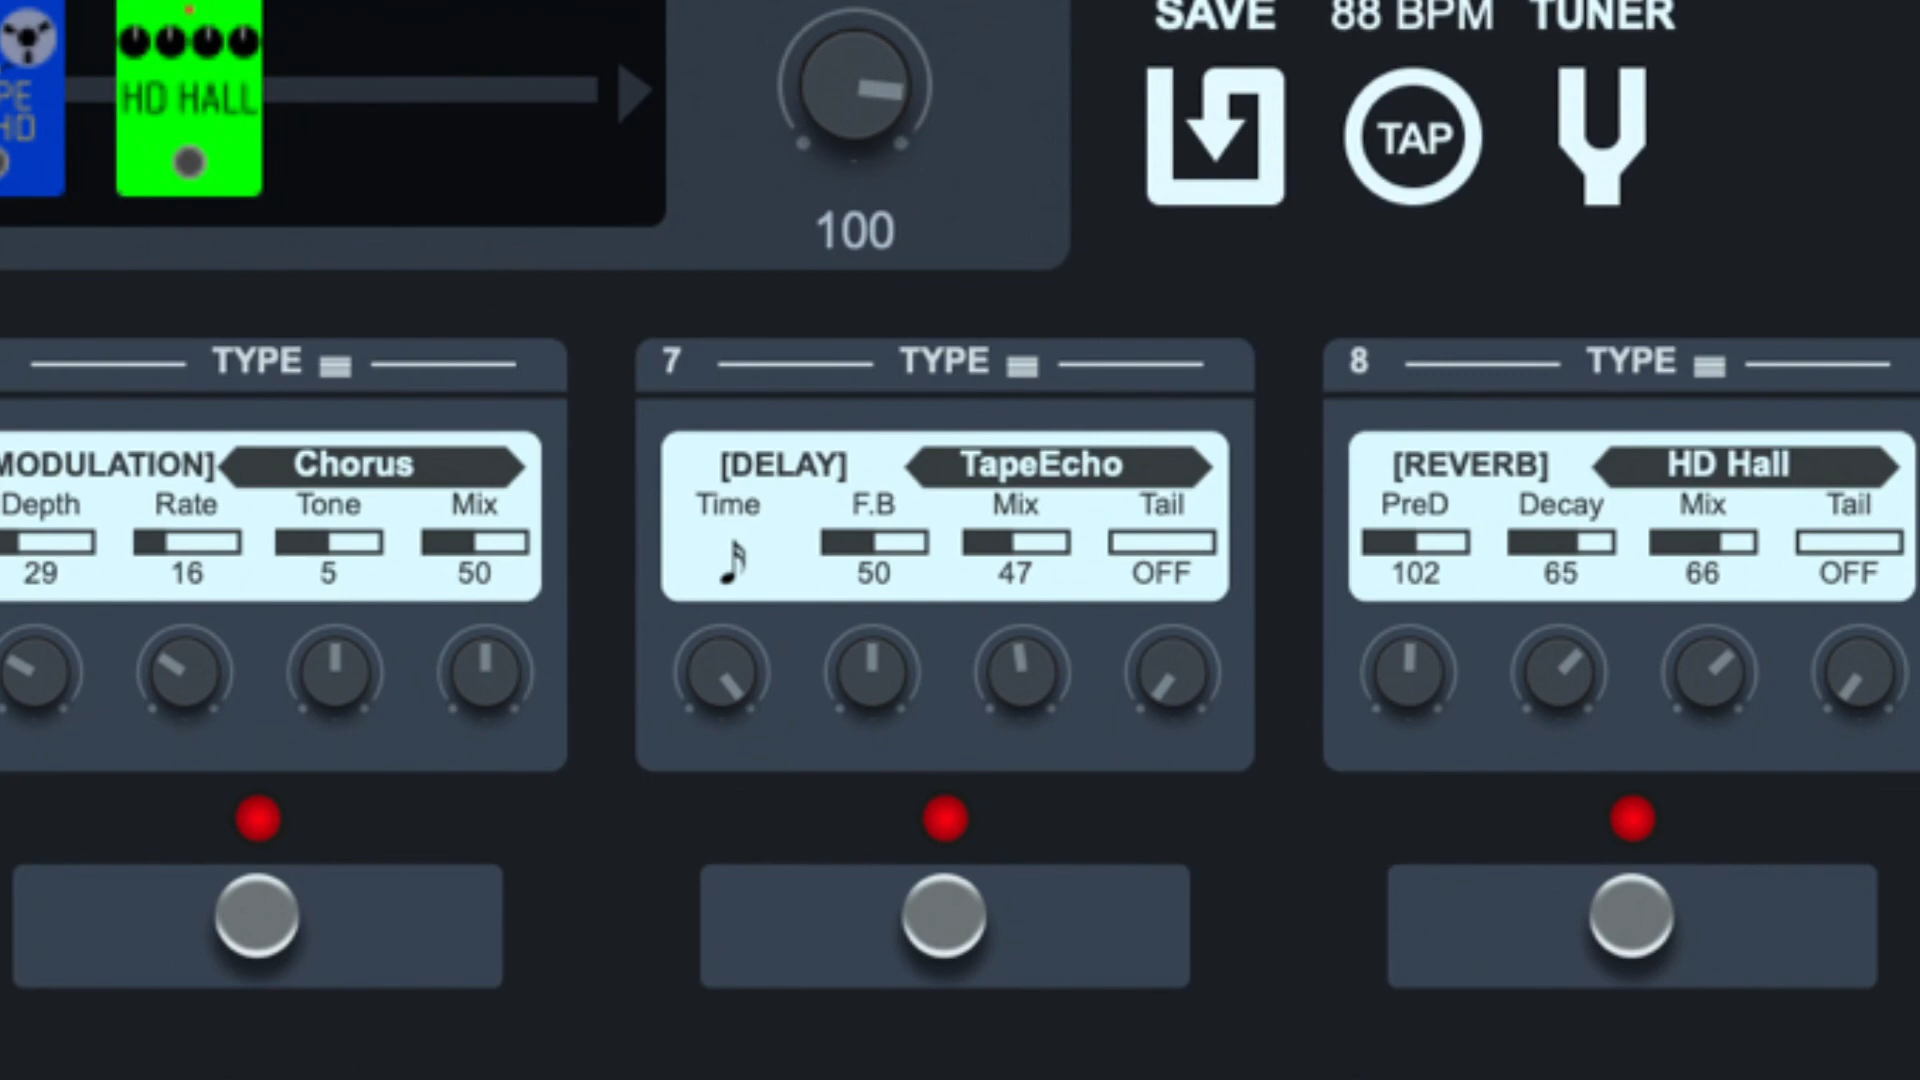 SAVE 88 BPM TUNER
PE HD HALL
HD
TAP
100
TYPE 7 TYPE 8 TYPE
MODULATION] Chorus [DELAY] TapeEcho [REVERB] HD Hall
Depth Rate Tone Mix Time F.B Mix Tail PreD Decay Mix Tail
29 16 5 50 50 47 OFF 102 65 66 OFF